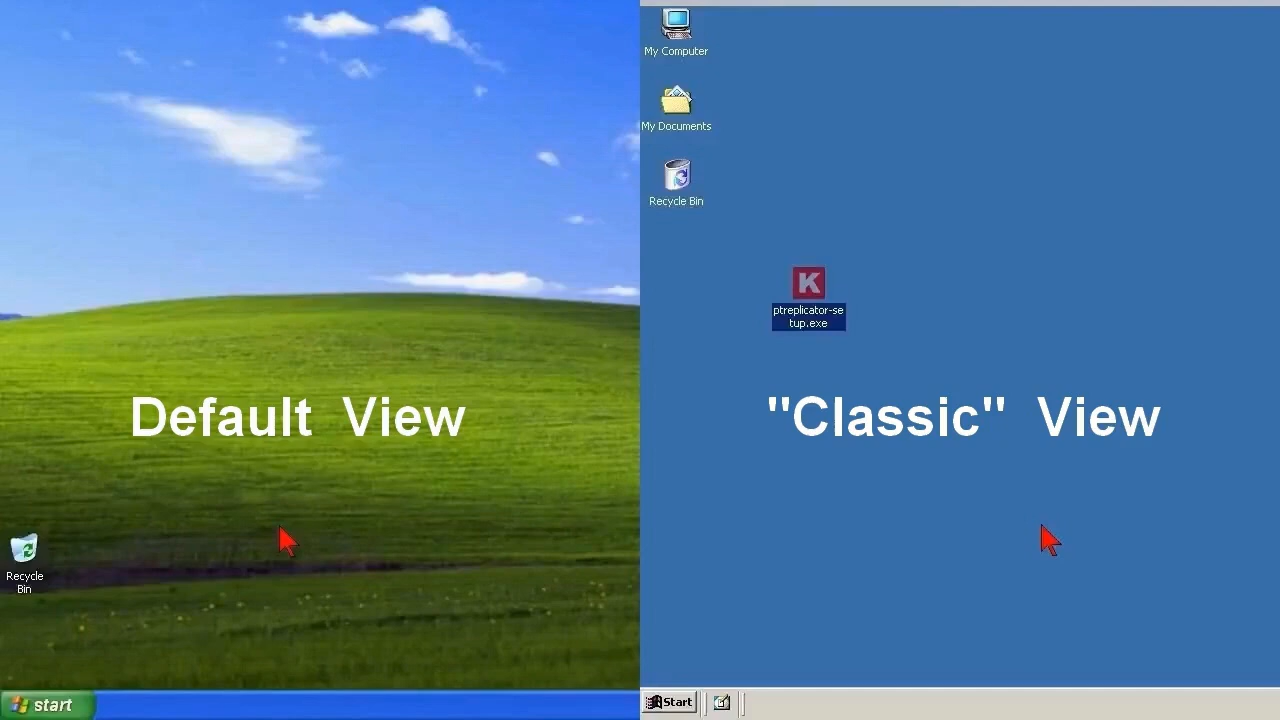 Default View
Recycle
Bin
start
My Computer
My Documents
Recycle Bin
K
ptreplicator-se
tup.exe
"Classic" View
Start